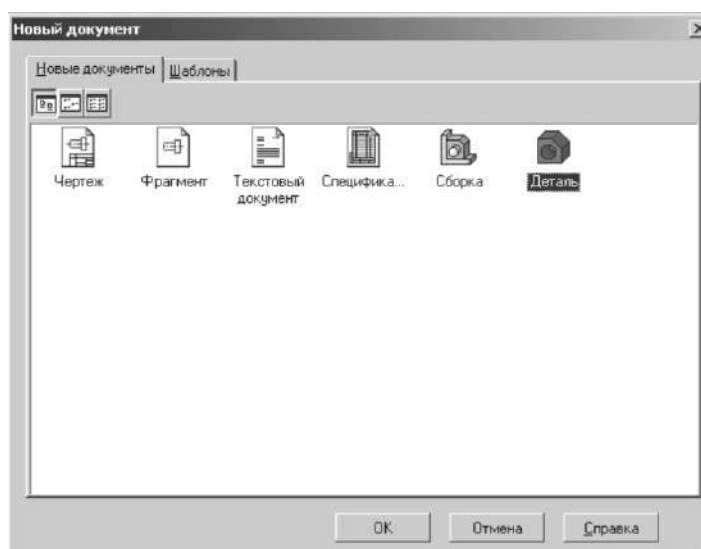 Новый документ
Новые документы Шаблоны
Чертеж Фрагмент Текстовый документ Специфика... Сборка Деталь
OK Отмена Справка